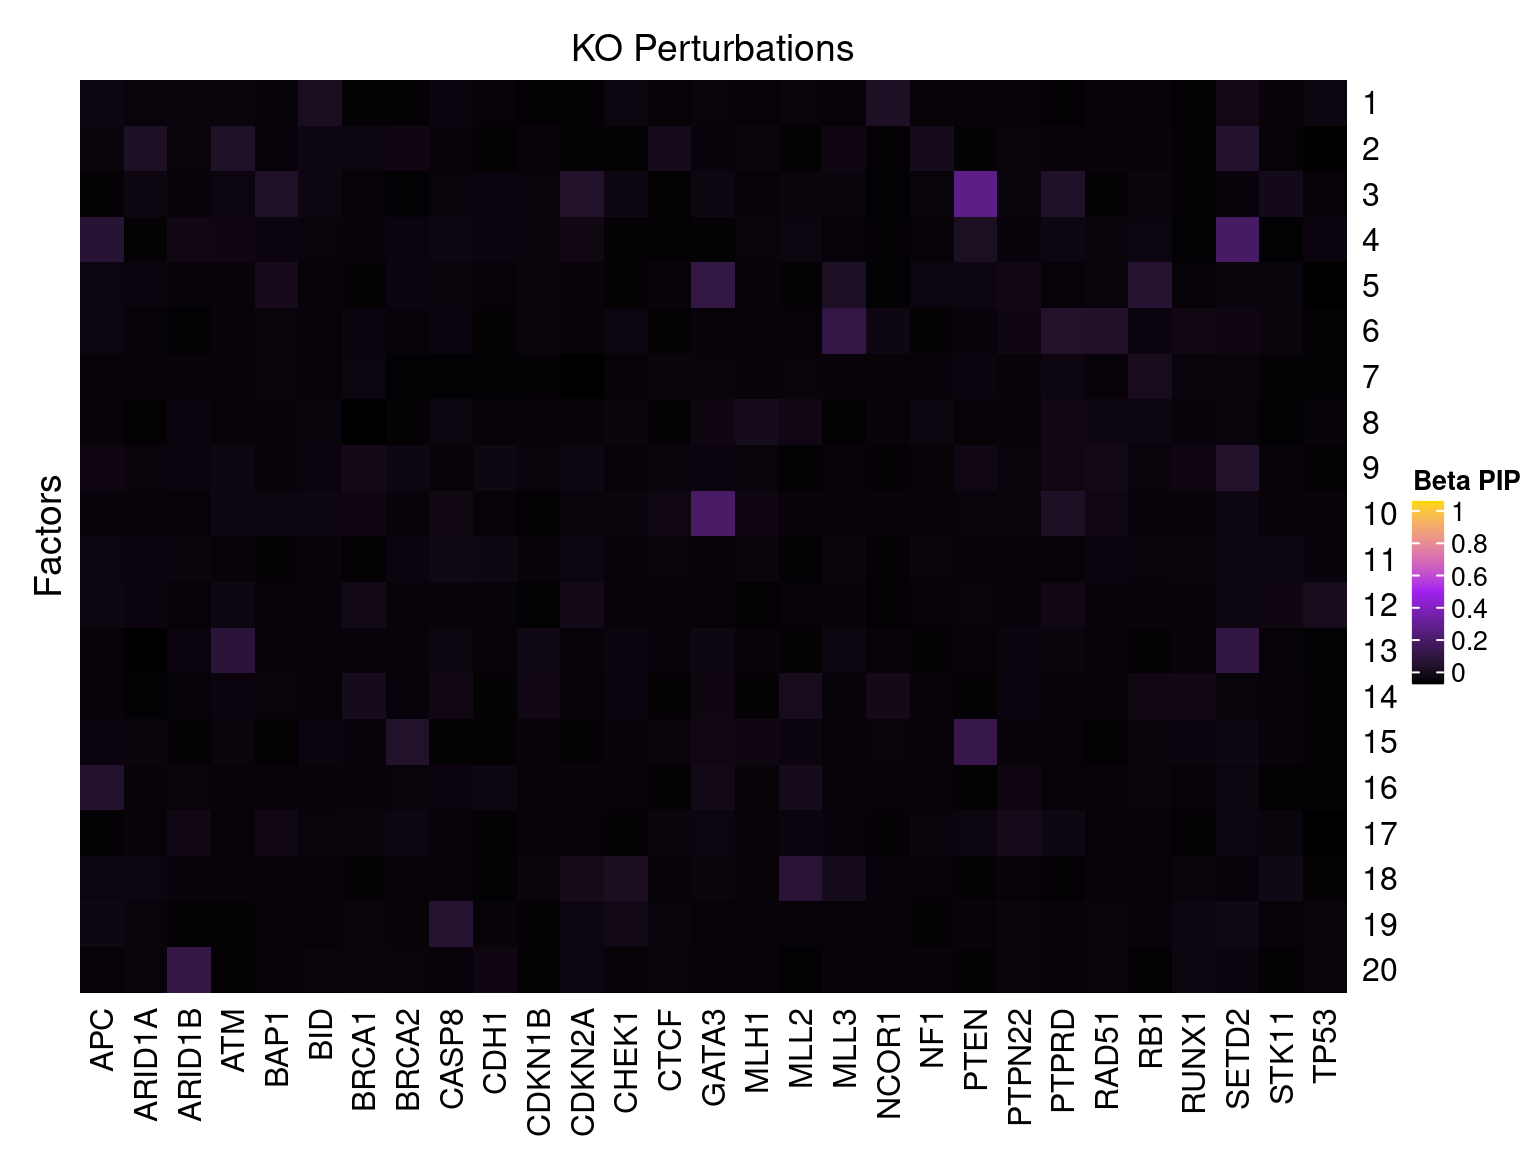 KO Perturbations
Factors
1
2
3
4
5
6
7
8
9
10
11
12
13
14
15
16
17
18
19
20
Beta PIP
1
0.8
0.6
0.4
0.2
0
APC
ARID1A
ARID1B
ATM
BAP1
BID
BRCA1
BRCA2
CASP8
CDH1
CDKN1B
CDKN2A
CHEK1
CTCF
GATA3
MLH1
MLL2
MLL3
NCOR1
NF1
PTEN
PTPN22
PTPRD
RAD51
RB1
RUNX1
SETD2
STK11
TP53